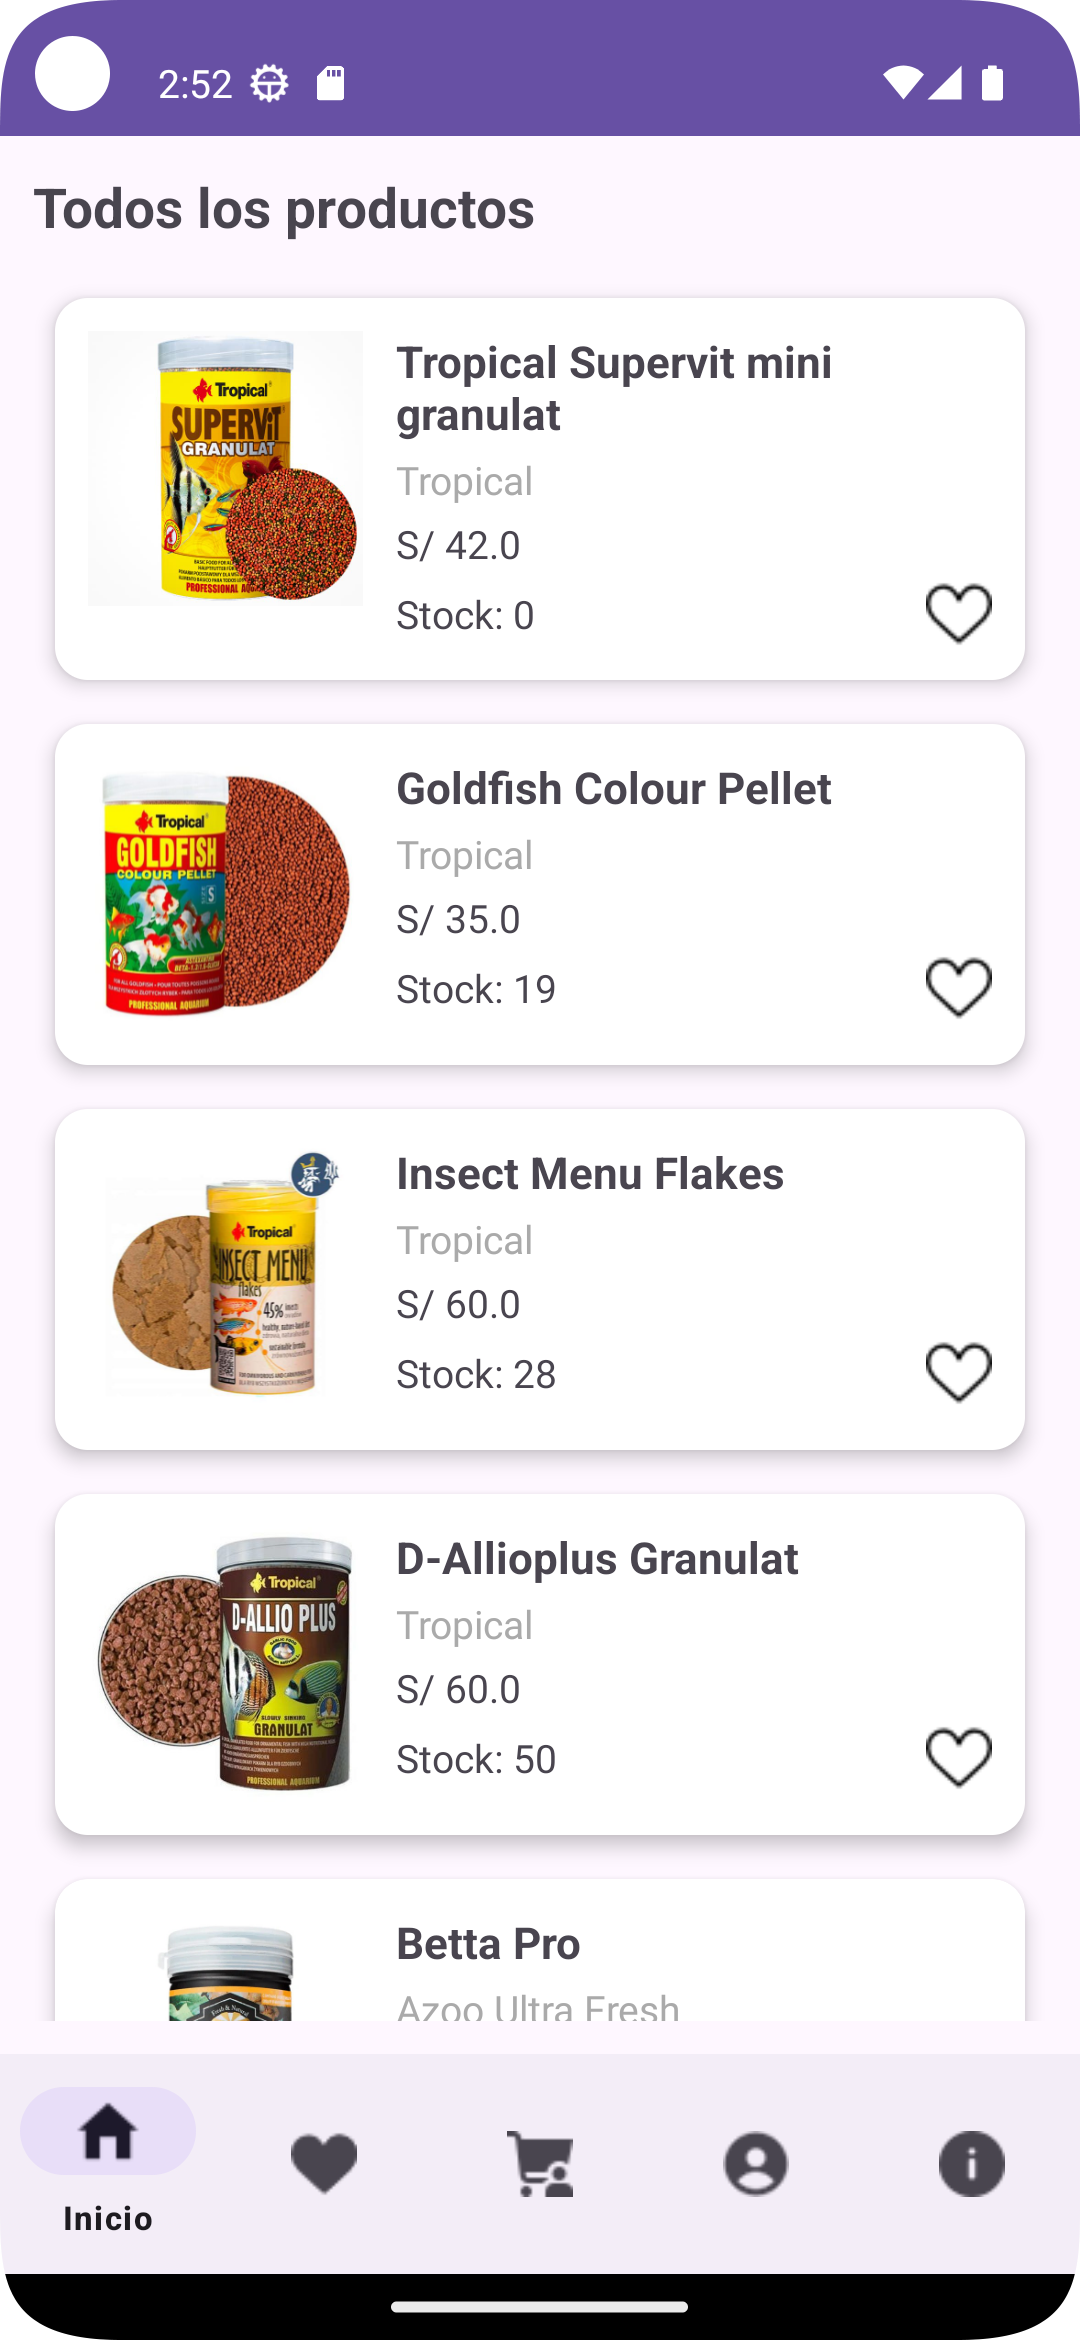 2:52
Todos los productos
Tropical
SUPERViT
GRANULAT
Tropical Supervit mini
granulat
Tropical
S/ 42.0
Stock: 0
Tropical
GOLDFISH
COLOUR PELLET
PROFESSIONAL AQUARIUM
Goldfish Colour Pellet
Tropical
S/ 35.0
Stock: 19
Tropical
INSECT MENU
flakes
45%
Insect Menu Flakes
Tropical
S/ 60.0
Stock: 28
Tropical
D-ALLIO PLUS
SLOWLY SINKING
GRANULAT
PROFESSIONAL AQUARIUM
D-Allioplus Granulat
Tropical
S/ 60.0
Stock: 50
Betta Pro
Azoo Ultra Fresh
Inicio